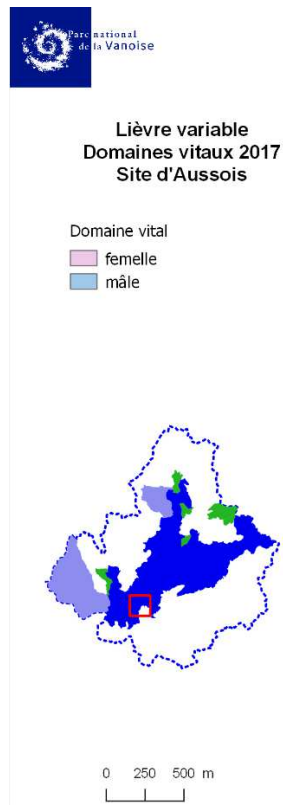 Parc national
de la Vanoise
Lièvre variable
Domaines vitaux 2017
Site d'Aussois
Domaine vital
femelle
mâle
0 250 500 m